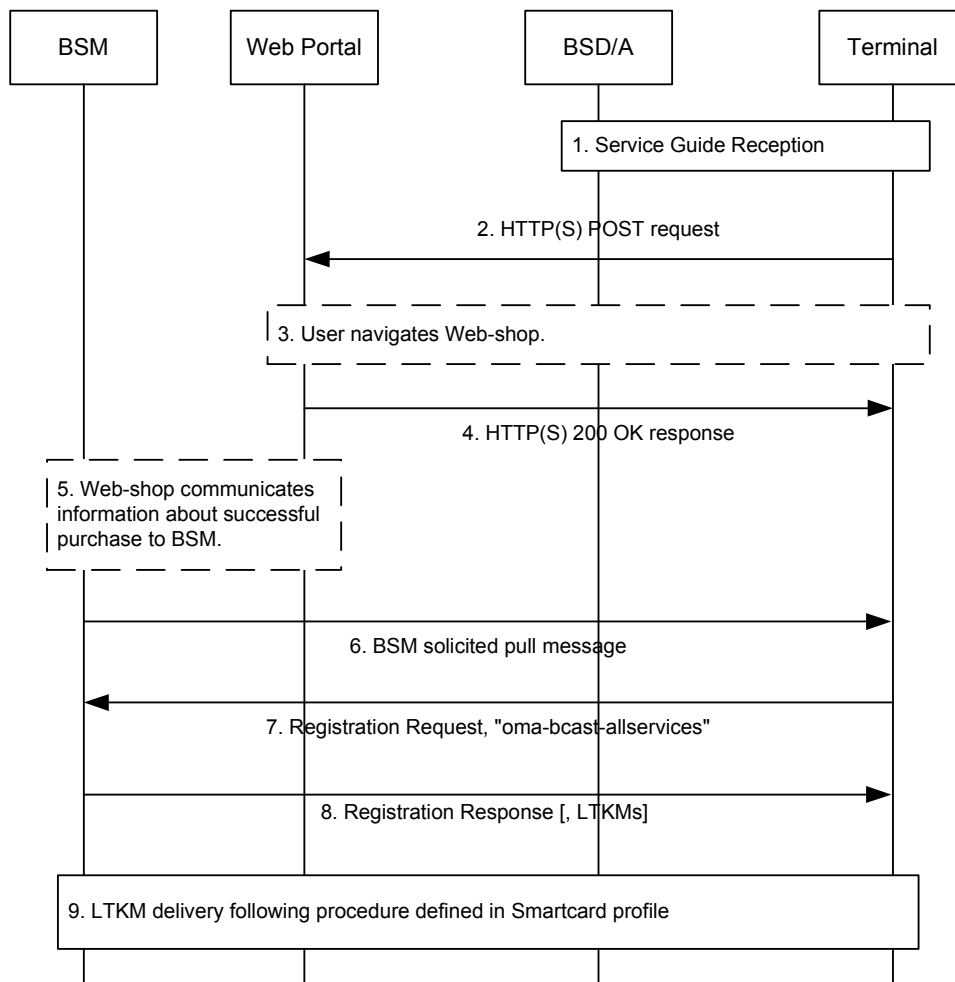 BSM
Web Portal
BSD/A
Terminal
1. Service Guide Reception
2. HTTP(S) POST request
3. User navigates Web-shop.
4. HTTP(S) 200 OK response
5. Web-shop communicates
information about successful
purchase to BSM.
6. BSM solicited pull message
7. Registration Request, "oma-bcast-allservices"
8. Registration Response [, LTKMs]
9. LTKM delivery following procedure defined in Smartcard profile